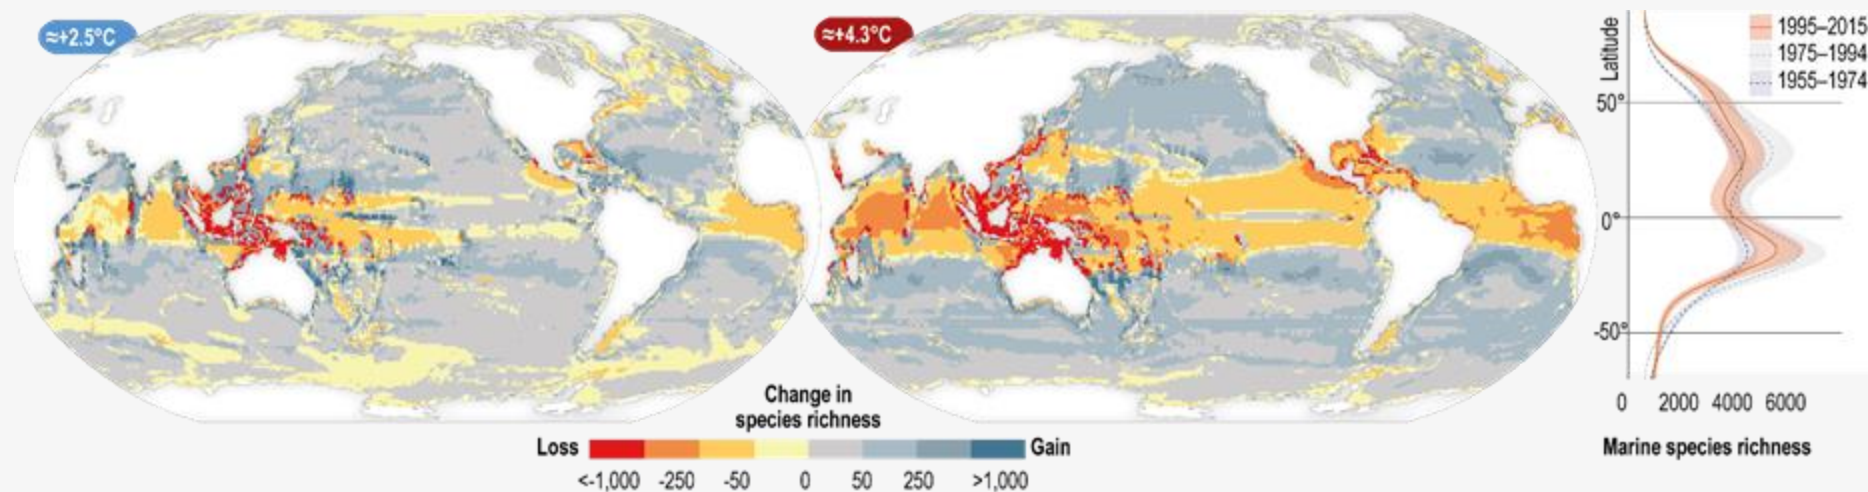 ≈+2.5°C
≈+4.3°C
Change in
species richness
Loss
Gain
<-1,000 -250 -50 0 50 250 >1,000
Latitude
1995–2015
1975–1994
1955–1974
50°
0°
-50°
0 2000 4000 6000
Marine species richness